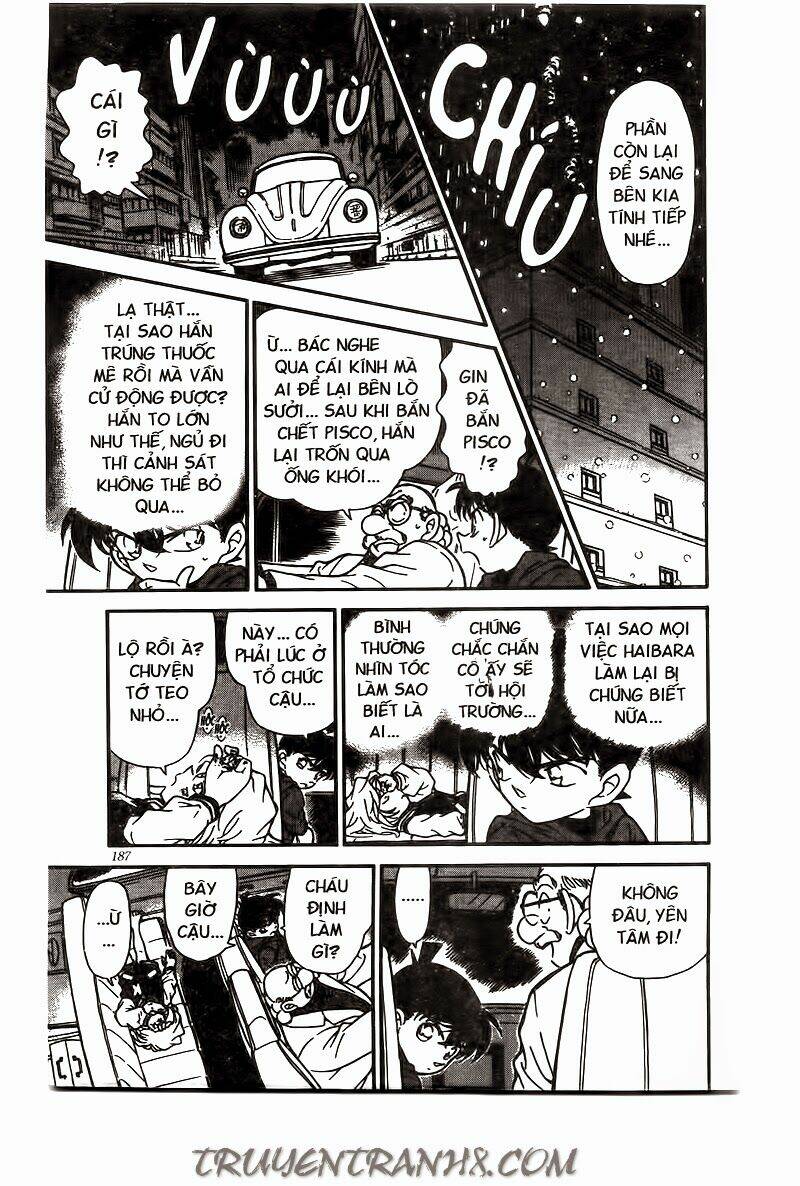 PHẦN
CÒN LẠI
ĐỂ SANG
BÊN KIA
TÍNH TIẾP
NHÉ...
CHÍU
VÙÙÙ
CÁI
GÌ
!?
GIN
ĐÃ
BẮN
PISCO
!?
Ừ... BÁC NGHE
QUA CÁI KÍNH MÀ
AI ĐỂ LẠI BÊN LÒ
SƯỞI... SAU KHI BẮN
CHẾT PISCO, HẮN
LẠI TRỐN QUA
ỐNG KHÓI...
LẠ THẬT...
TẠI SAO HẮN
TRÚNG THUỐC
MÊ RỒI MÀ VẪN
CỬ ĐỘNG ĐƯỢC?
HẮN TO LỚN
NHƯ THẾ, NGỦ ĐI
THÌ CẢNH SÁT
KHÔNG THỂ BỎ
QUA...
TẠI SAO MỌI
VIỆC HAIBARA
LÀM LẠI BỊ
CHÚNG BIẾT
NỮA...
CHÚNG
CHẮC CHẮN
CÔ ẤY SẼ
TỚI HỘI
TRƯỜNG...
BÌNH
THƯỜNG
NHÌN TÓC
LÀM SAO
BIẾT LÀ
AI...
NÀY... CÓ
PHẢI LÚC Ở
TỔ CHỨC
CẬU...
LỘ RỒI À?
CHUYỆN
TỚ TEO
NHỎ...
HỘC
HỘC
187
KHÔNG
ĐÂU, YÊN
TÂM ĐI!
.....
CHÁU
ĐỊNH
LÀM
GÌ?
BÂY
GIỜ
CẬU...
...Ừ
...
TRUYENTRANH8.COM